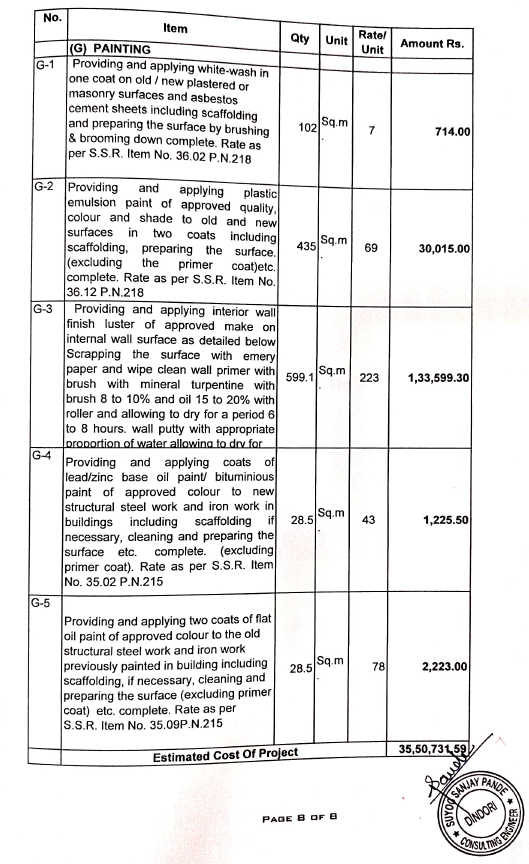 No. Item Qty Unit Rate/ Unit Amount Rs.
(G) PAINTING
G-1 Providing and applying white-wash in
one coat on old / new plastered or
masonry surfaces and asbestos
cement sheets including scaffolding
and preparing the surface by brushing
& brooming down complete. Rate as
per S.S.R. Item No. 36.02 P.N.218
102 Sq.m . 7 714.00
G-2 Providing and applying plastic
emulsion paint of approved quality,
colour and shade to old and new
surfaces in two coats including
scaffolding, preparing the surface.
(excluding the primer coat)etc.
complete. Rate as per S.S.R. Item No.
36.12 P.N.218
435 Sq.m . 69 30,015.00
G-3 Providing and applying interior wall
finish luster of approved make on
internal wall surface as detailed below
Scrapping the surface with emery
paper and wipe clean wall primer with
brush with mineral turpentine with
brush 8 to 10% and oil 15 to 20% with
roller and allowing to dry for a period 6
to 8 hours. wall putty with appropriate
proportion of water allowing to dry for
599.1 Sq.m . 223 1,33,599.30
G-4 Providing and applying coats of
lead/zinc base oil paint/ bituminious
paint of approved colour to new
structural steel work and iron work in
buildings including scaffolding if
necessary, cleaning and preparing the
surface etc. complete. (excluding
primer coat). Rate as per S.S.R. Item
No. 35.02 P.N.215
28.5 Sq.m . 43 1,225.50
G-5 Providing and applying two coats of flat
oil paint of approved colour to the old
structural steel work and iron work
previously painted in building including
scaffolding, if necessary, cleaning and
preparing the surface (excluding primer
coat) etc. complete. Rate as per
S.S.R. Item No. 35.09P.N.215
28.5 Sq.m . 78 2,223.00
Estimated Cost Of Project 35,50,731.59
PAGE 8 OF 8
SUYOG SANJAY PANDE
DINDORI
★ CONSULTING ENGINEER ★